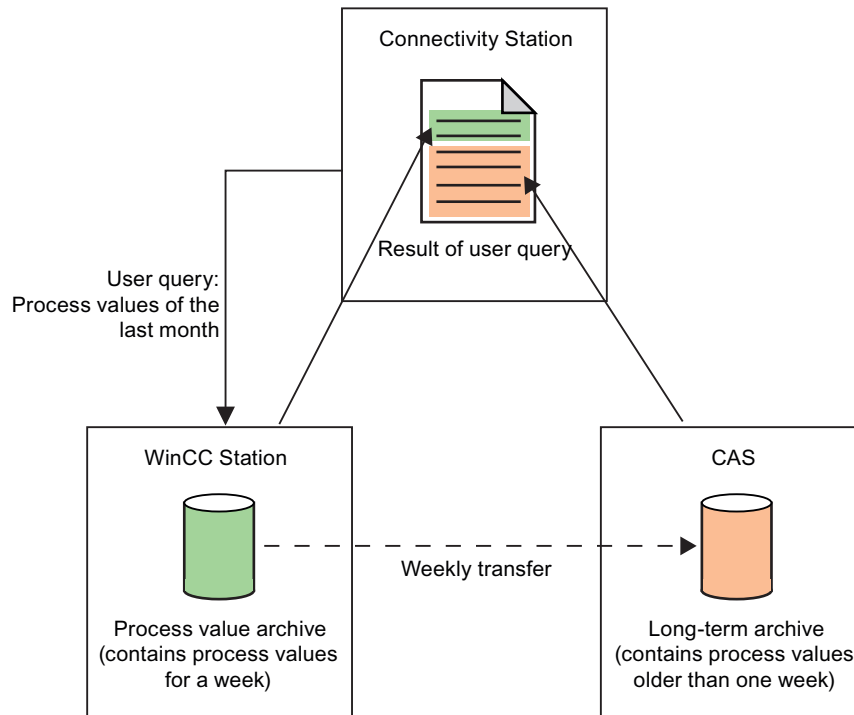 Connectivity Station
Result of user query
User query:
Process values of the
last month
WinCC Station
CAS
Weekly transfer
Process value archive
(contains process values
for a week)
Long-term archive
(contains process values
older than one week)